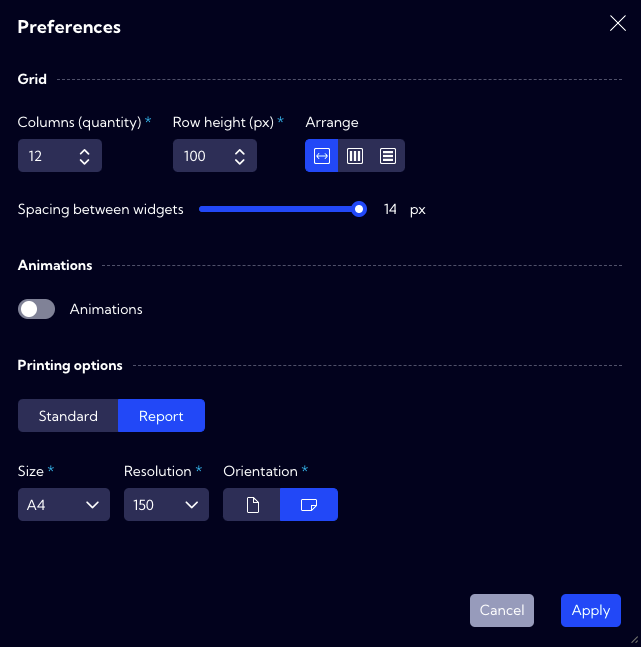 Preferences
Grid
Columns (quantity) * Row height (px) * Arrange
12 100
Spacing between widgets 14 px
Animations
Animations
Printing options
Standard Report
Size * Resolution * Orientation *
A4 150
Cancel Apply